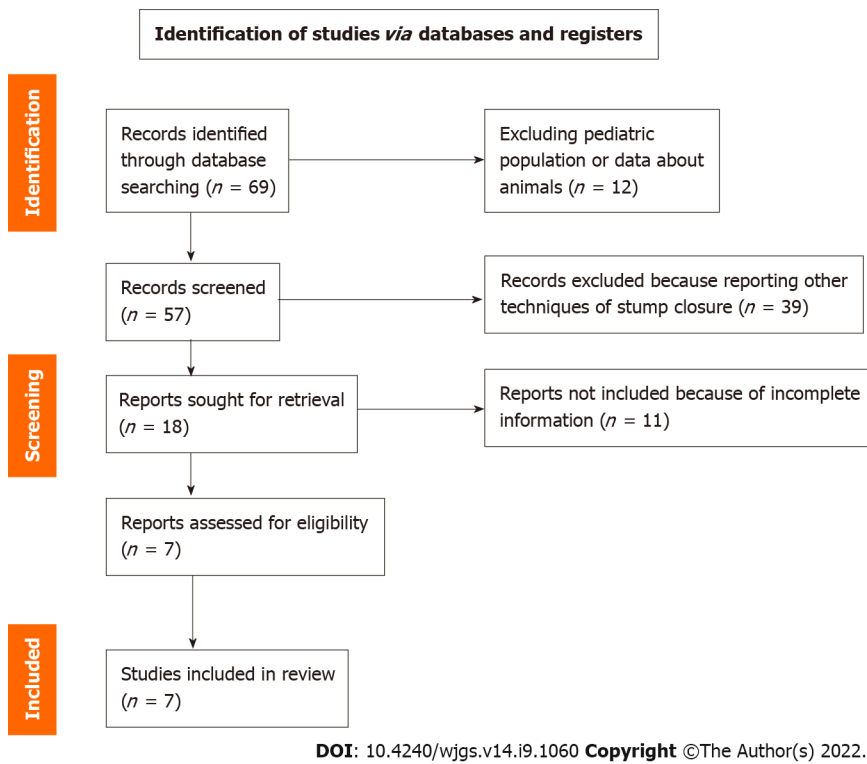 Identification of studies via databases and registers
Identification
Records identified
through database
searching (n = 69)
Excluding pediatric
population or data about
animals (n = 12)
Records screened
(n = 57)
Records excluded because reporting other
techniques of stump closure (n = 39)
Screening
Reports sought for retrieval
(n = 18)
Reports not included because of incomplete
information (n = 11)
Reports assessed for eligibility
(n = 7)
Included
Studies included in review
(n = 7)
DOI: 10.4240/wjgs.v14.i9.1060 Copyright ©The Author(s) 2022.